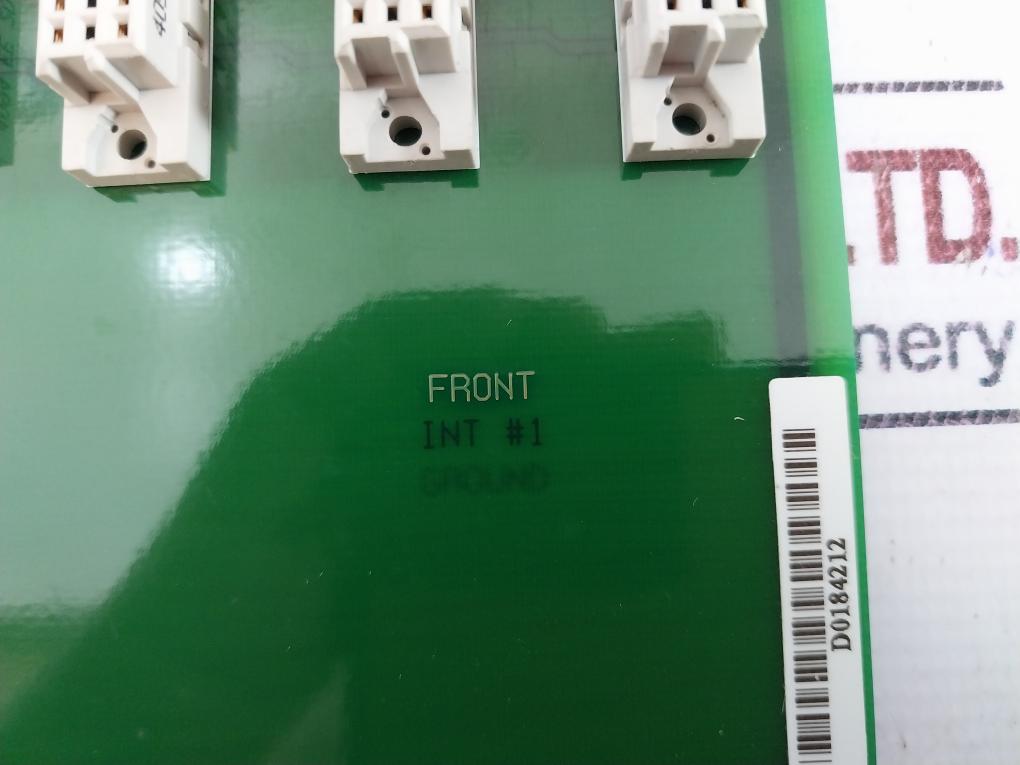 LTD.
nery
FRONT
INT #1
GROUND
D0184212